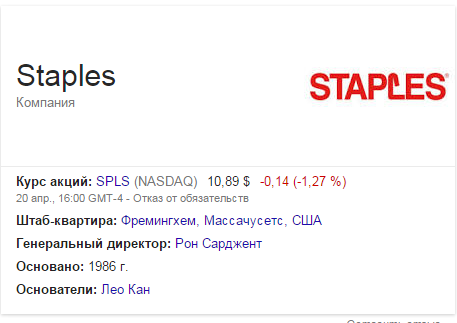 Staples
Компания
STAPLES
Курс акций: SPLS (NASDAQ) 10,89 $ -0,14 (-1,27 %)
20 апр., 16:00 GMT-4 - Отказ от обязательств
Штаб-квартира: Фремингхем, Массачусетс, США
Генеральный директор: Рон Сарджент
Основано: 1986 г.
Основатели: Лео Кан